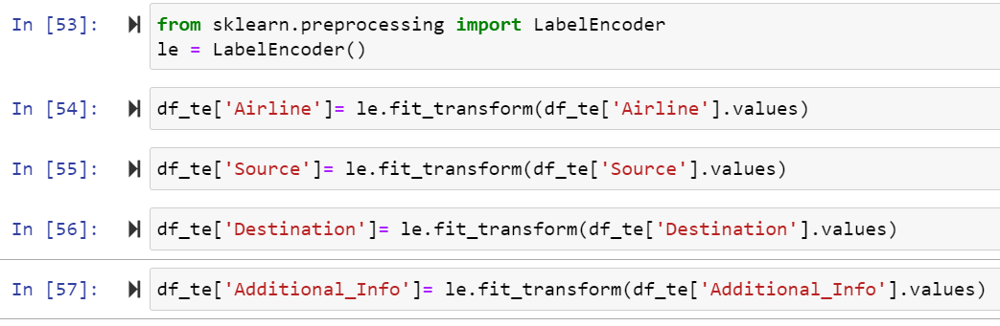 In [53]: from sklearn.preprocessing import LabelEncoder
le = LabelEncoder()
In [54]: df_te['Airline']= le.fit_transform(df_te['Airline'].values)
In [55]: df_te['Source']= le.fit_transform(df_te['Source'].values)
In [56]: df_te['Destination']= le.fit_transform(df_te['Destination'].values)
In [57]: df_te['Additional_Info']= le.fit_transform(df_te['Additional_Info'].values)